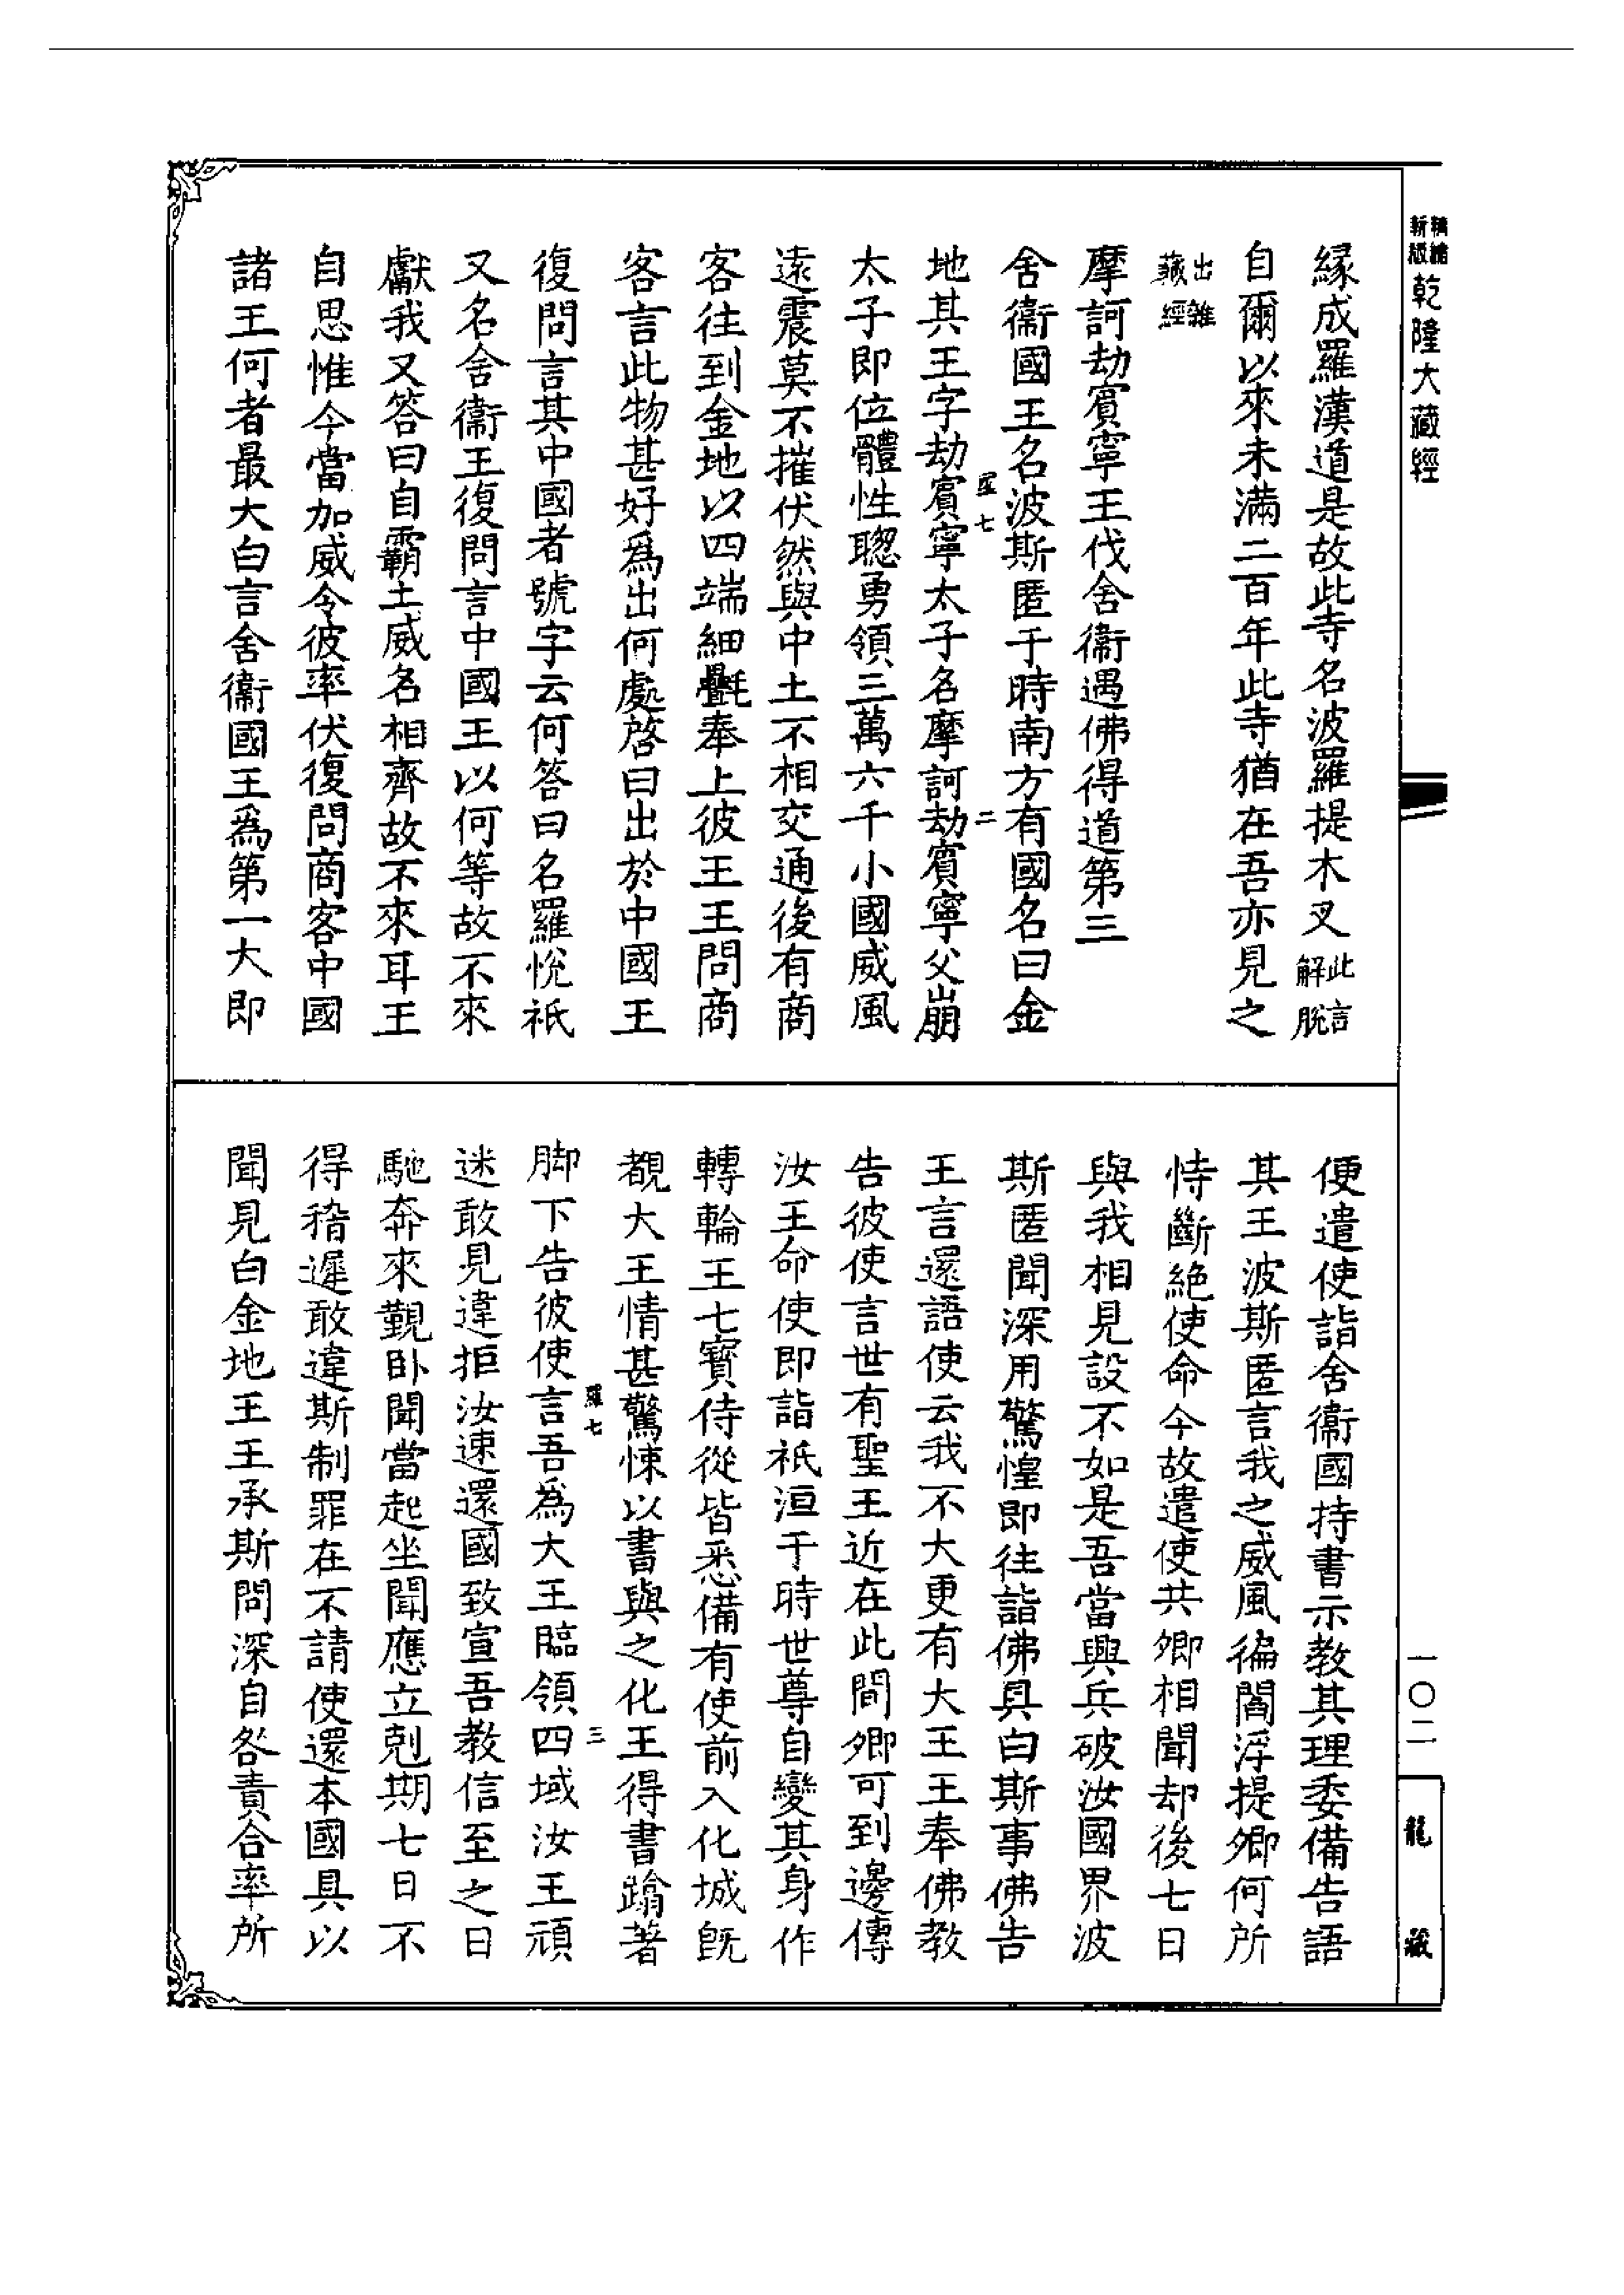 精編
新版
乾隆大藏經
緣成羅漢道是故此寺名波羅提木叉此言解脫
自爾以來未滿二百年此寺猶在吾亦見之
出雜藏經
摩訶劫賓寧王伐舍衞遇佛得道第三
舍衞國王名波斯匿于時南方有國名曰金
地其王字劫賓寧太子名摩訶劫賓寧父崩
太子即位體性聰勇領三萬六千小國威風
遠震莫不摧伏然與中土不相交通後有商
客往到金地以四端細㲲奉上彼王王問商
客言此物甚好爲出何處啓曰出於中國王
復問言其中國者號字云何答曰名羅悅祇
又名舍衞王復問言中國王以何等故不來
獻我又答曰自霸土威名相齊故不來耳王
自思惟今當加威令彼率伏復問商客中國
諸王何者最大白言舍衞國王爲第一大即
便遣使詣舍衞國持書示教其理委備告語
其王波斯匿言我之威風徧閻浮提卿何所
恃斷絕使命今故遣使共卿相聞却後七日
與我相見設不如是吾當興兵破汝國界波
斯匿聞深用驚惶即往詣佛具白斯事佛告
王言還語使云我不大更有大王王奉佛教
告彼使言世有聖王近在此間卿可到邊傳
汝王命使即詣祇洹于時世尊自變其身作
轉輪王七寶侍從皆悉備有使前入化城旣
覩大王情甚驚悚以書與之化王得書蹋著
脚下告彼使言吾爲大王臨領四域汝王頑
迷敢見違拒汝速還國致宣吾教信至之日
馳奔來覲卧聞當起坐聞應立剋期七日不
得稽遲敢違斯制罪在不請使還本國具以
聞見白金地王王承斯問深自咎責合率所
羅七
二
羅七
三
一〇二
龍藏